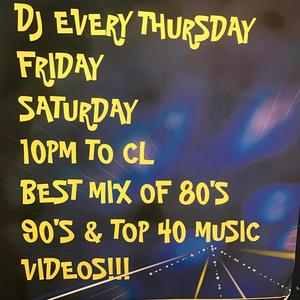 DJ EVERY THURSDAY
FRIDAY
SATURDAY
10PM TO CL
BEST MIX OF 80'S
90'S & TOP 40 MUSIC
VIDEOS!!!